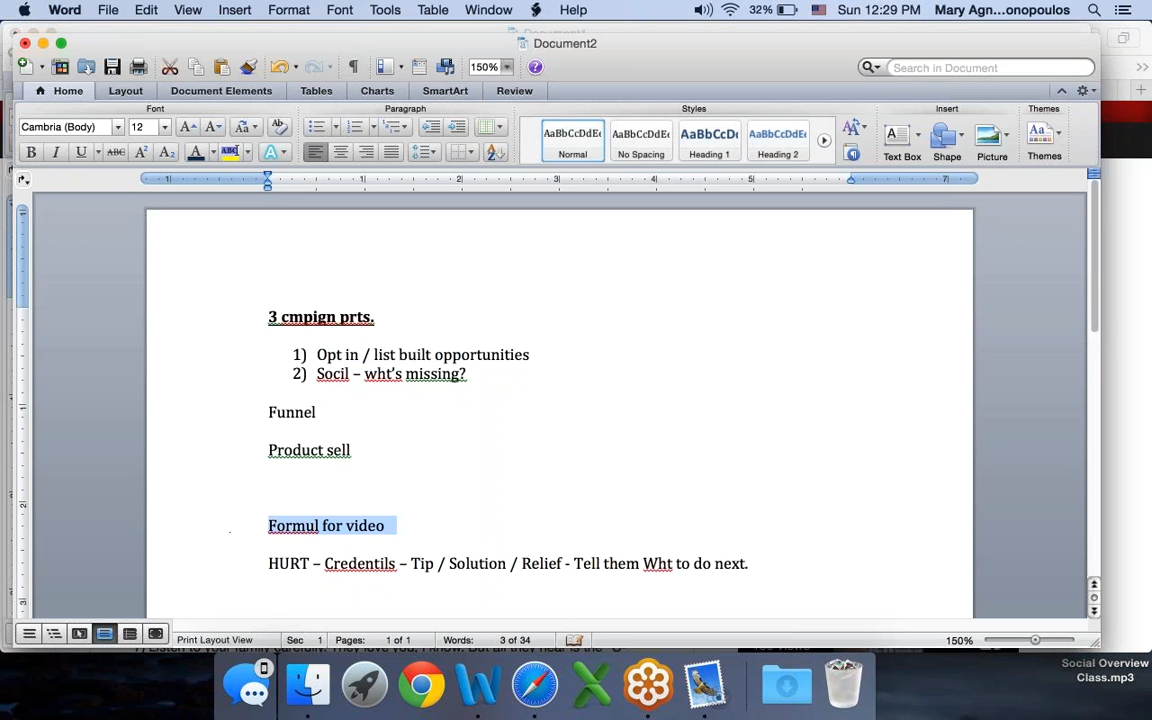 Word File Edit View Insert Format Font Tools Table Window Help 32% Sun 12:29 PM Mary Agn...onopoulos
Document2
150% Search in Document
Home Layout Document Elements Tables Charts SmartArt Review
Font Paragraph Styles Insert Themes
Cambria (Body) 12
AaBbCcDdEe AaBbCcDdEe AaBbCcDc AaBbCcDdEe
Normal No Spacing Heading 1 Heading 2 Text Box Shape Picture Themes
3 cmpign prts.
1) Opt in / list built opportunities
2) Socil – wht's missing?
Funnel
Product sell
Formul for video
HURT – Credentils – Tip / Solution / Relief - Tell them Wht to do next.
Print Layout View Sec 1 Pages: 1 of 1 Words: 3 of 34 150%
Social Overview
Class.mp3